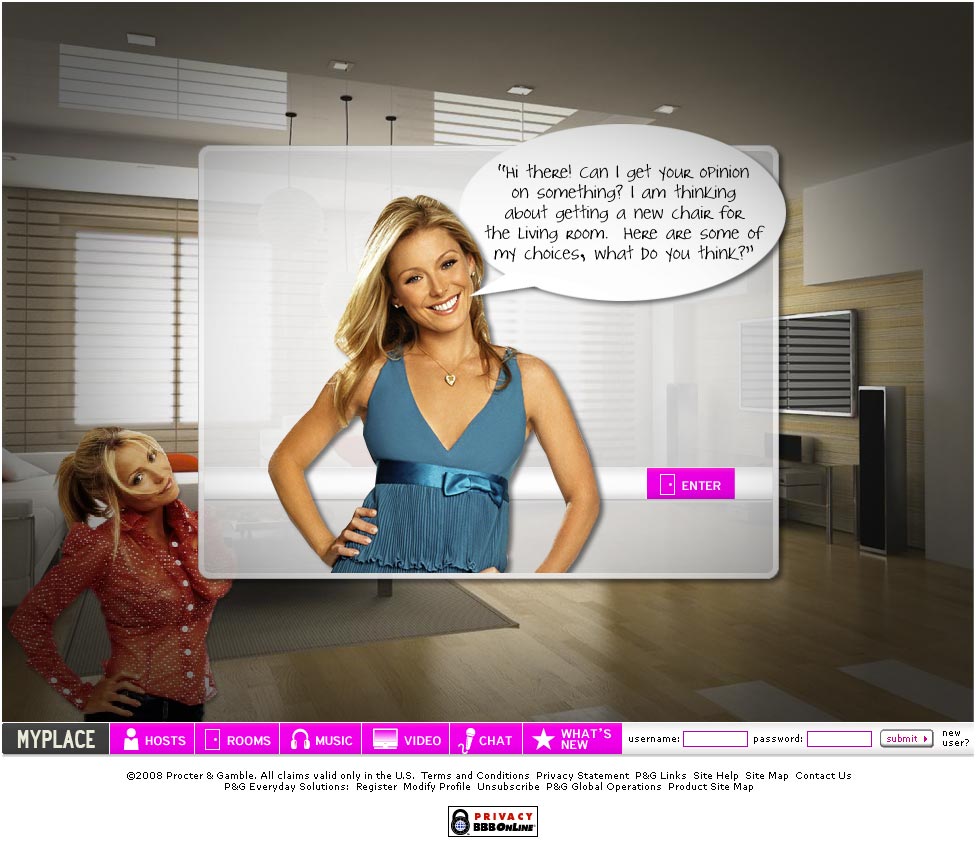 "Hi there! Can I get your opinion
on something? I am thinking
about getting a new chair for
the Living room. Here are some of
my choices, what Do you think?"
ENTER
MYPLACE
HOSTS
ROOMS
MUSIC
VIDEO
CHAT
WHAT'S
NEW
username:
password:
submit
new
user?
©2008 Procter & Gamble. All claims valid only in the U.S. Terms and Conditions Privacy Statement P&G Links Site Help Site Map Contact Us
P&G Everyday Solutions: Register Modify Profile Unsubscribe P&G Global Operations Product Site Map
PRIVACY
BBBONLINE